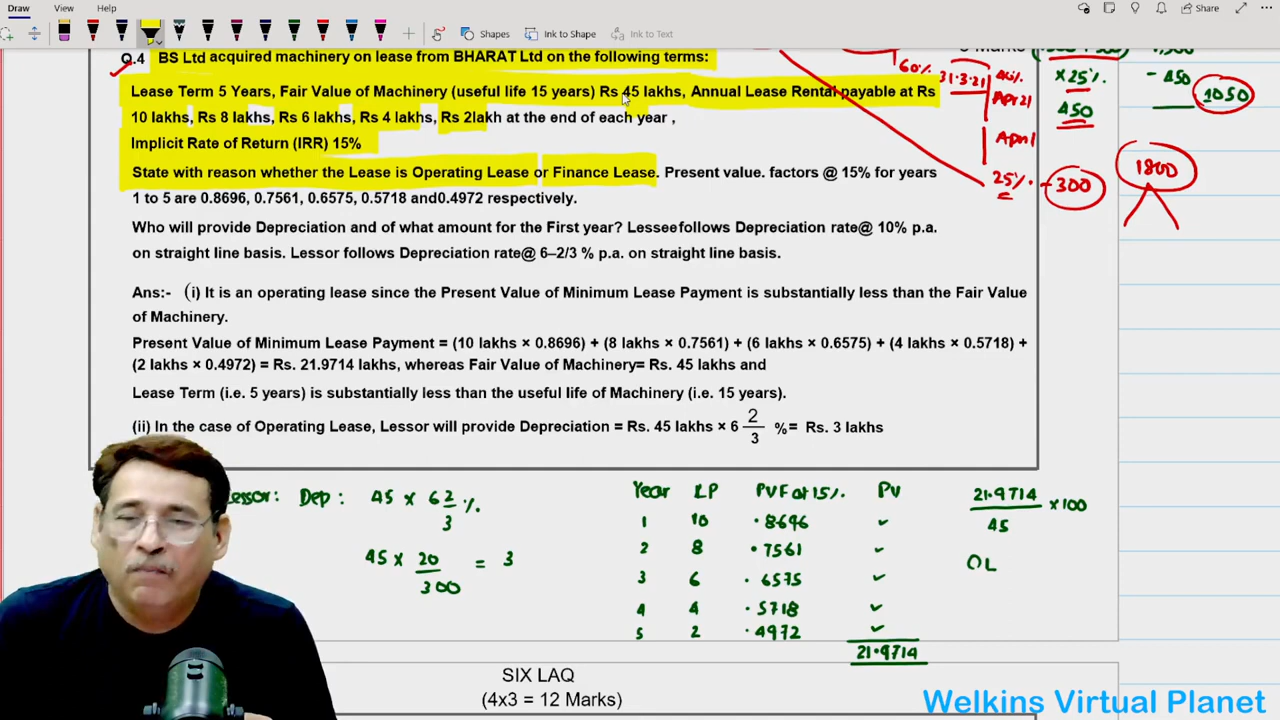 Draw View Help Share
Shapes Ink to Shape Ink to Text
Q.4 BS Ltd acquired machinery on lease from BHARAT Ltd on the following terms:
Lease Term 5 Years, Fair Value of Machinery (useful life 15 years) Rs 45 lakhs, Annual Lease Rental payable at Rs
10 lakhs, Rs 8 lakhs, Rs 6 lakhs, Rs 4 lakhs, Rs 2lakh at the end of each year ,
Implicit Rate of Return (IRR) 15%
State with reason whether the Lease is Operating Lease or Finance Lease. Present value. factors @ 15% for years
1 to 5 are 0.8696, 0.7561, 0.6575, 0.5718 and0.4972 respectively.
Who will provide Depreciation and of what amount for the First year? Lesseefollows Depreciation rate@ 10% p.a.
on straight line basis. Lessor follows Depreciation rate@ 6–2/3 % p.a. on straight line basis.
Ans:- (i) It is an operating lease since the Present Value of Minimum Lease Payment is substantially less than the Fair Value
of Machinery.
Present Value of Minimum Lease Payment = (10 lakhs × 0.8696) + (8 lakhs × 0.7561) + (6 lakhs × 0.6575) + (4 lakhs × 0.5718) +
(2 lakhs × 0.4972) = Rs. 21.9714 lakhs, whereas Fair Value of Machinery= Rs. 45 lakhs and
Lease Term (i.e. 5 years) is substantially less than the useful life of Machinery (i.e. 15 years).
(ii) In the case of Operating Lease, Lessor will provide Depreciation = Rs. 45 lakhs × 6 2/3 %= Rs. 3 lakhs
60%
31.3.21
×25%
450
- 450
1050
25% - 300
1800
Dep: 45 × 6 2/3 %
45 × 20/300 = 3
Year LP PVF at 15% PV
1 10 .8696
2 8 .7561
3 6 .6575
4 4 .5718
5 2 .4972
21.9714
21.9714/45 ×100
OL
SIX LAQ
(4x3 = 12 Marks)
Welkins Virtual Planet